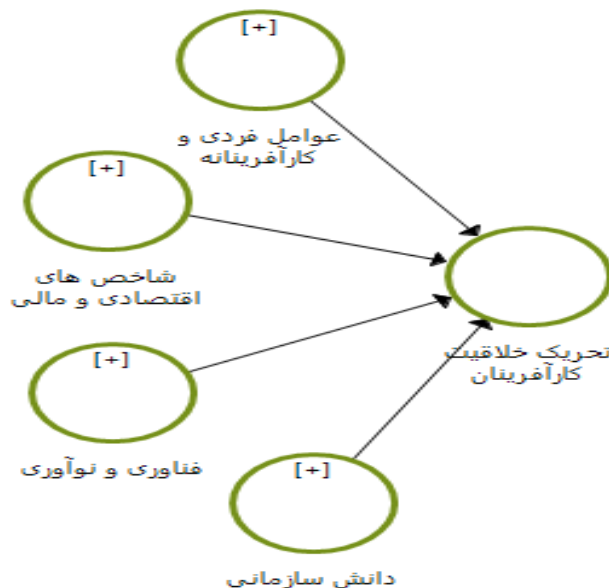 [+]
عوامل فردی و
کارآفرینانه
[+]
شاخص های
اقتصادی و مالی
تحریک خلاقیت
کارآفرینان
[+]
فناوری و نوآوری
[+]
دانش سازمانی